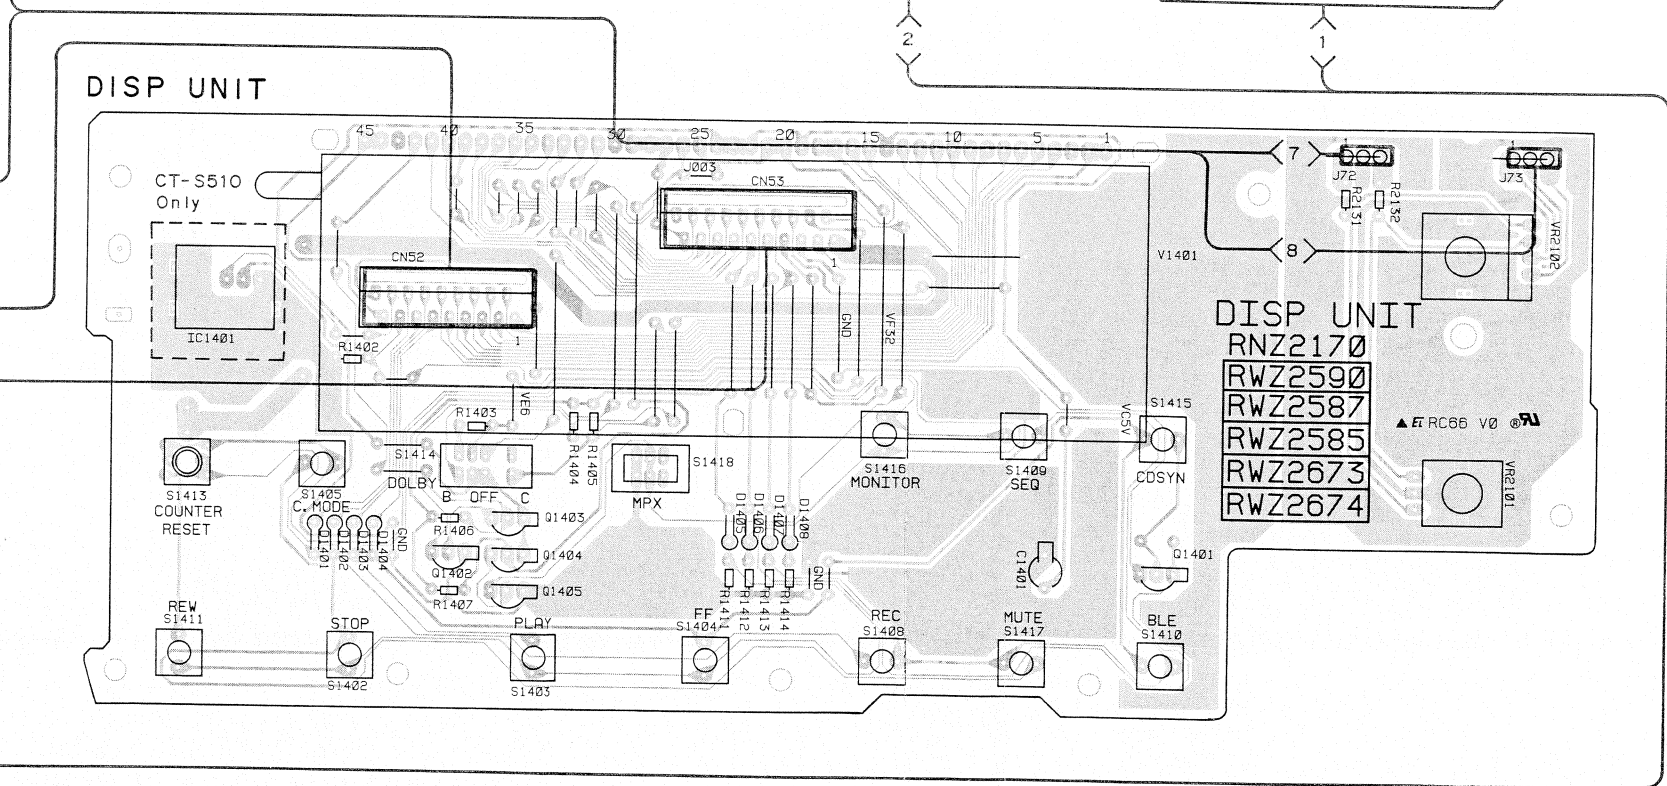 2
1
DISP UNIT
45 40 35 30 25 20 15 10 5 1
7
1
J72
1
J73
CT-S510
Only
J003
CN53
1
R2131
R2132
VR2102
8
V1401
CN52
1
IC1401
R1402
GND
VF32
DISP UNIT
RNZ2170
RWZ2590
RWZ2587
RWZ2585
RWZ2673
RWZ2674
RC66 V0
VE6
R1403
R1404
R1405
VC5V
S1415
CDSYN
S1413
COUNTER
RESET
S1405
C. MODE
S1414
DOLBY
B OFF C
S1418
MPX
S1416
MONITOR
S1409
SEQ
VR2101
D1401
D1402
D1403
D1404
GND
R1406
Q1403
Q1402
Q1404
R1407
Q1405
D1405
D1406
D1407
D1408
R1411
R1412
R1413
R1414
GND
C1401
Q1401
REW
S1411
STOP
S1402
PLAY
S1403
FF
S1404
REC
S1408
MUTE
S1417
BLE
S1410